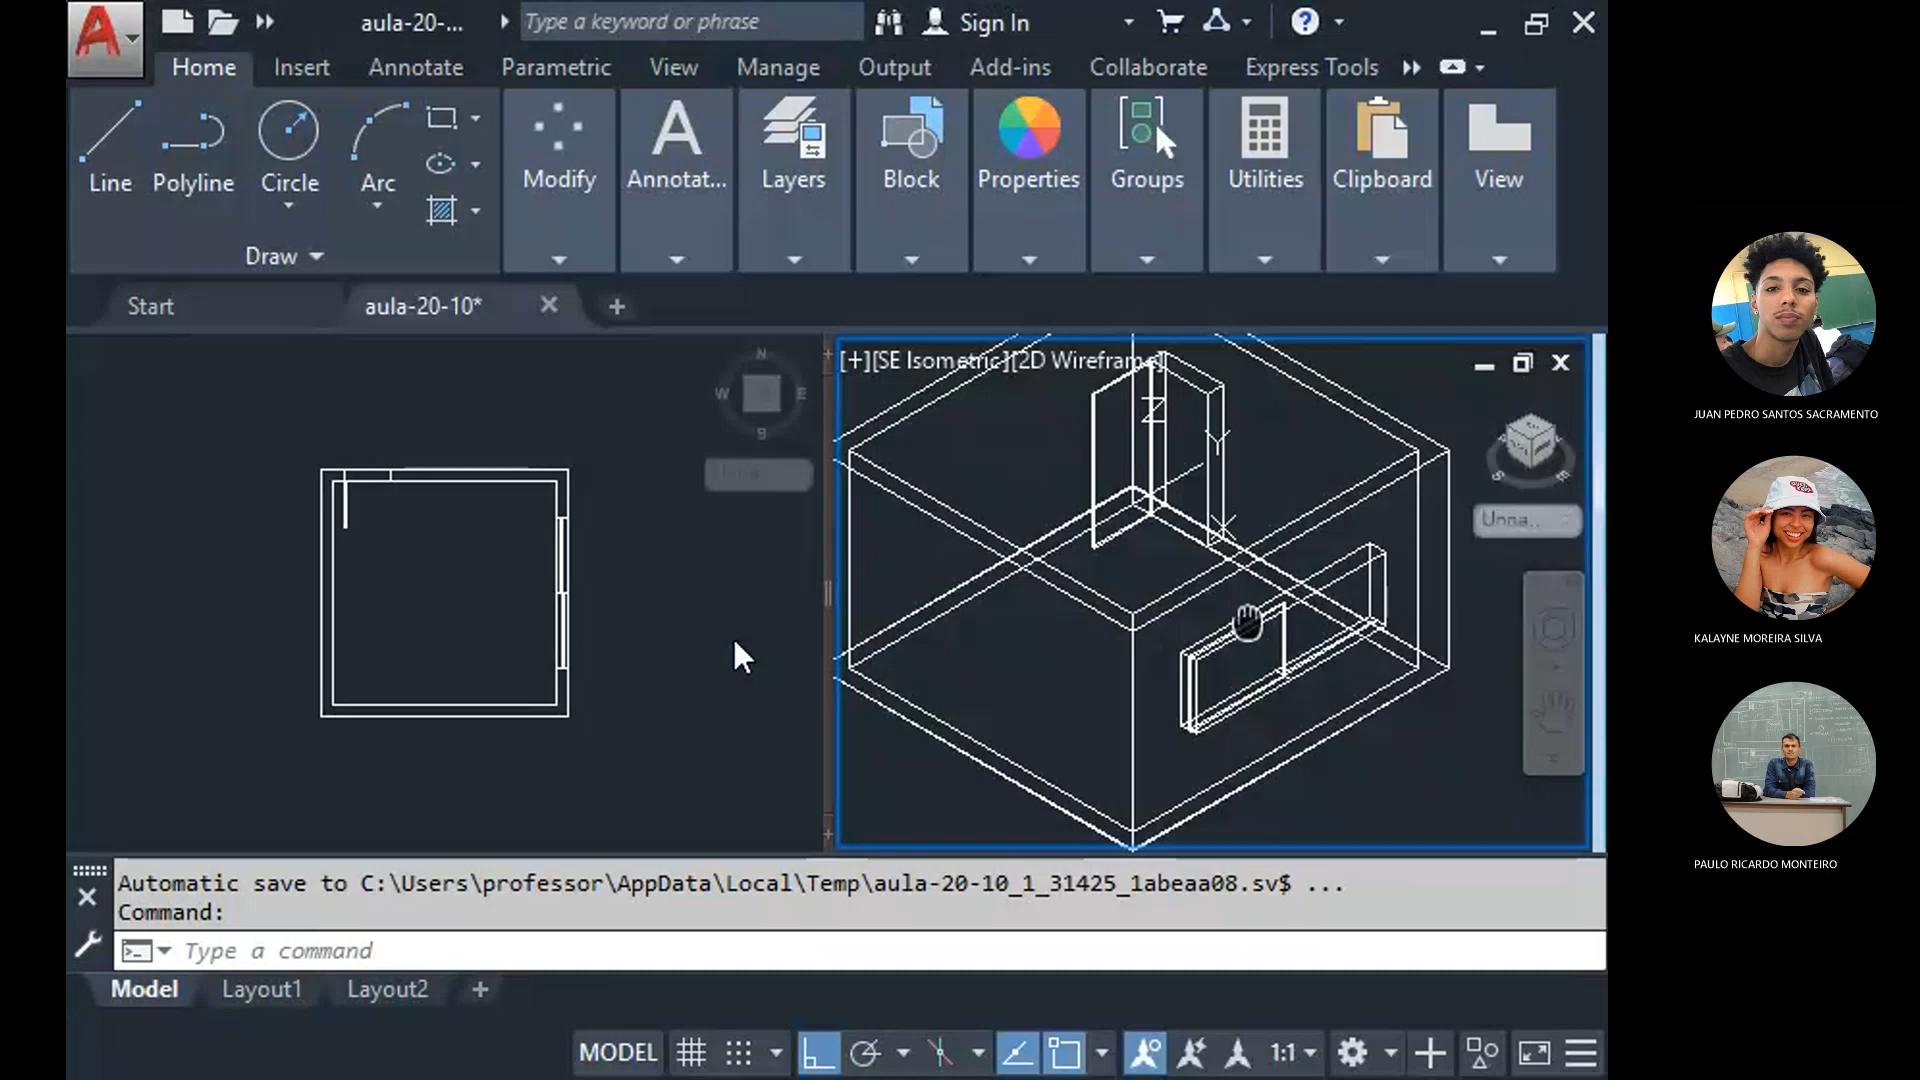 aula-20-...
Type a keyword or phrase
Sign In
Home
Insert
Annotate
Parametric
View
Manage
Output
Add-ins
Collaborate
Express Tools
Line
Polyline
Circle
Arc
Draw
Modify
Annotat...
Layers
Block
Properties
Groups
Utilities
Clipboard
View
Start
aula-20-10*
N
W
E
S
[+][SE Isometric][2D Wireframe]
Z
Y
X
Unna..
Automatic save to C:\Users\professor\AppData\Local\Temp\aula-20-10_1_31425_1abeaa08.sv$ ...
Command:
Type a command
Model
Layout1
Layout2
MODEL
1:1
JUAN PEDRO SANTOS SACRAMENTO
KALAYNE MOREIRA SILVA
PAULO RICARDO MONTEIRO